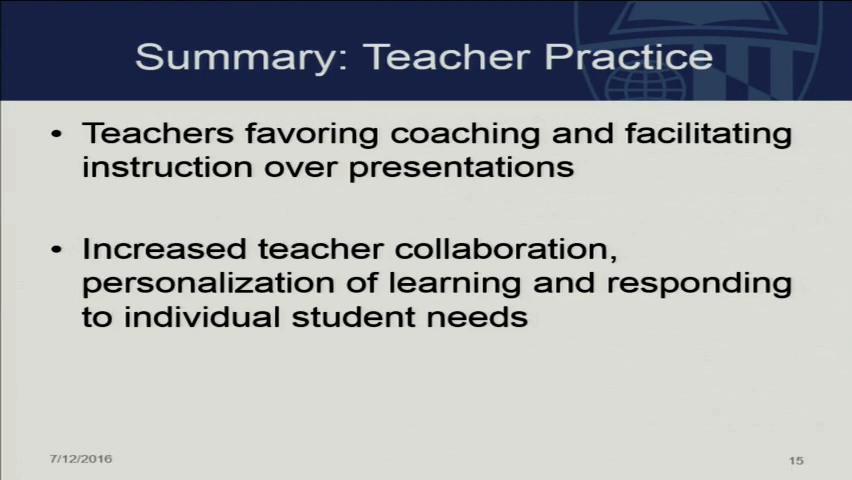 Summary: Teacher Practice
• Teachers favoring coaching and facilitating
instruction over presentations
• Increased teacher collaboration,
personalization of learning and responding
to individual student needs
7/12/2016
15